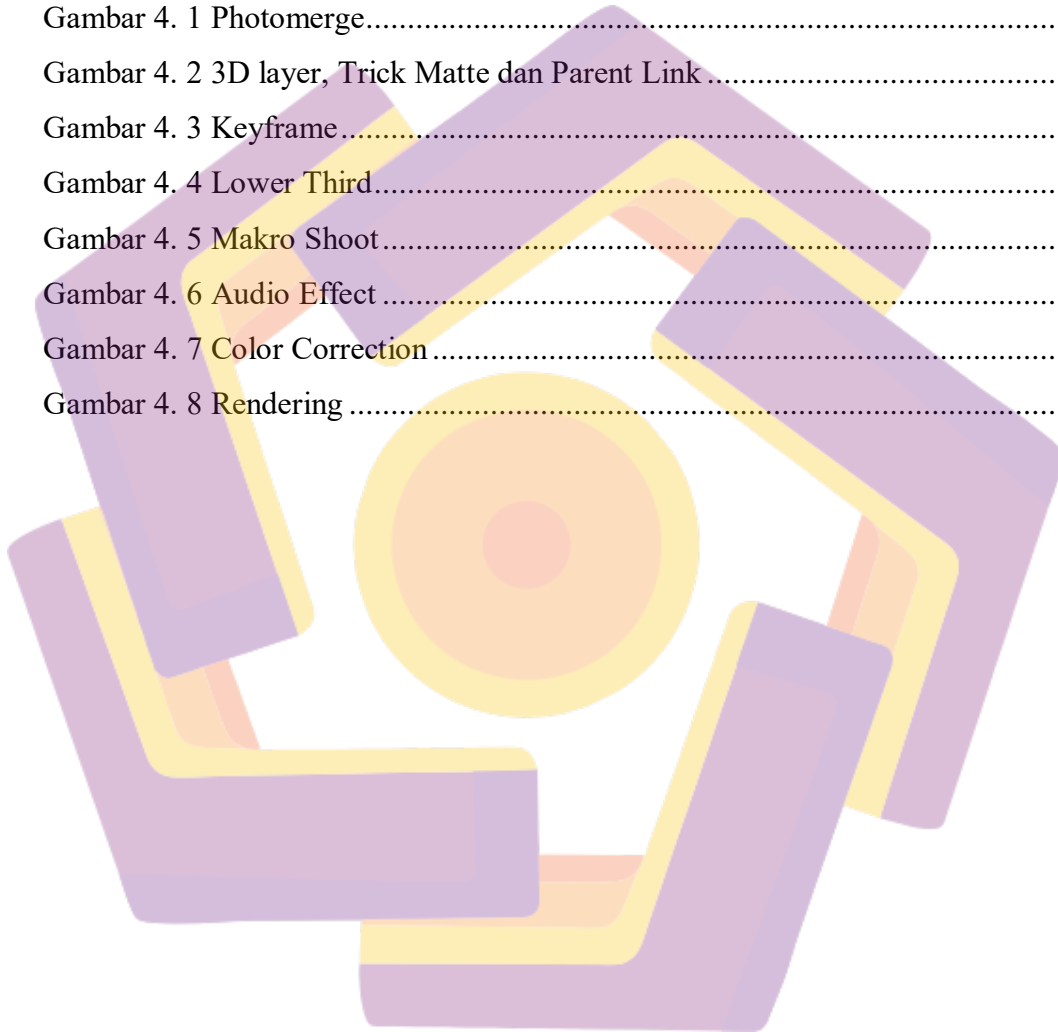 Gambar 4. 1 Photomerge....................................................................................
Gambar 4. 2 3D layer, Trick Matte dan Parent Link..........................................
Gambar 4. 3 Keyframe.......................................................................................
Gambar 4. 4 Lower Third...................................................................................
Gambar 4. 5 Makro Shoot..................................................................................
Gambar 4. 6 Audio Effect..................................................................................
Gambar 4. 7 Color Correction............................................................................
Gambar 4. 8 Rendering......................................................................................